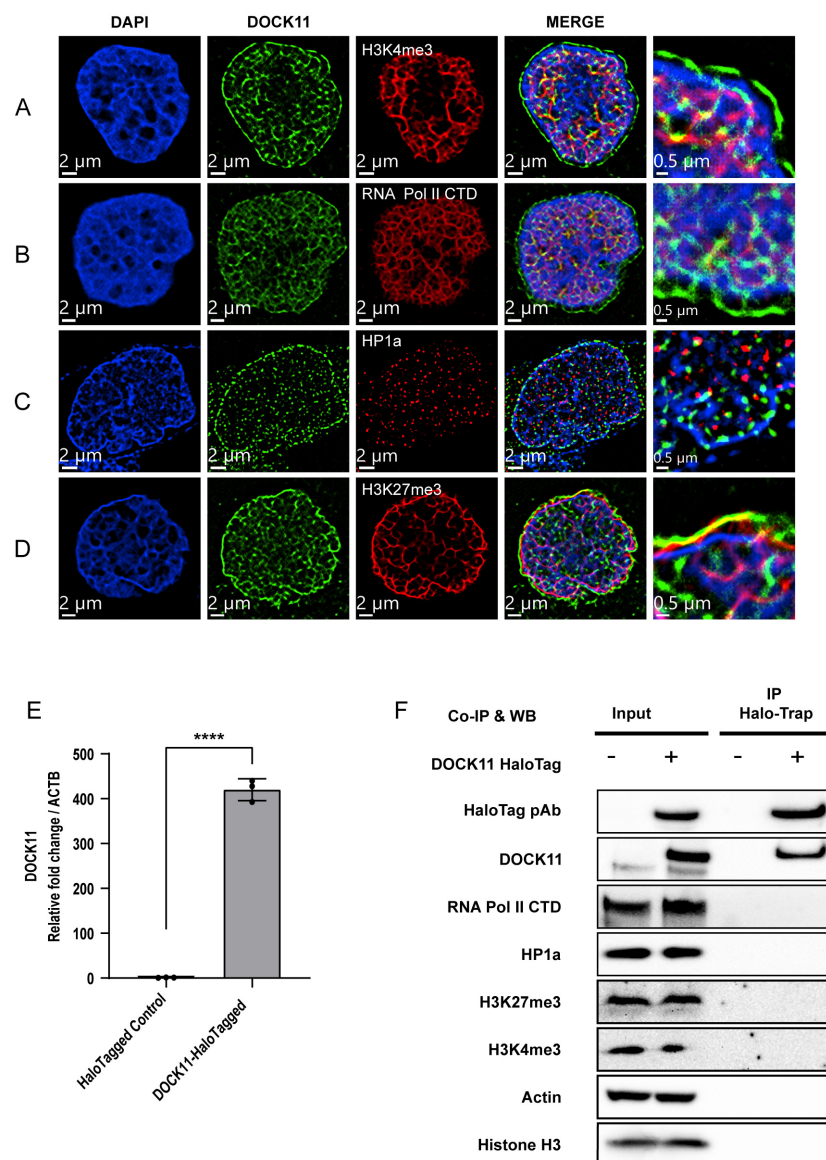 DAPI DOCK11 MERGE
A
H3K4me3
2 μm 2 μm 2 μm 2 μm 0.5 μm
B
RNA Pol II CTD
2 μm 2 μm 2 μm 2 μm 0.5 μm
C
HP1a
2 μm 2 μm 2 μm 2 μm 0.5 μm
D
H3K27me3
2 μm 2 μm 2 μm 2 μm 0.5 μm
E
DOCK11
Relative fold change / ACTB
****
500
400
300
200
100
0
HaloTagged Control
DOCK11-HaloTagged
F
Co-IP & WB Input IP
Halo-Trap
DOCK11 HaloTag - + - +
HaloTag pAb
DOCK11
RNA Pol II CTD
HP1a
H3K27me3
H3K4me3
Actin
Histone H3